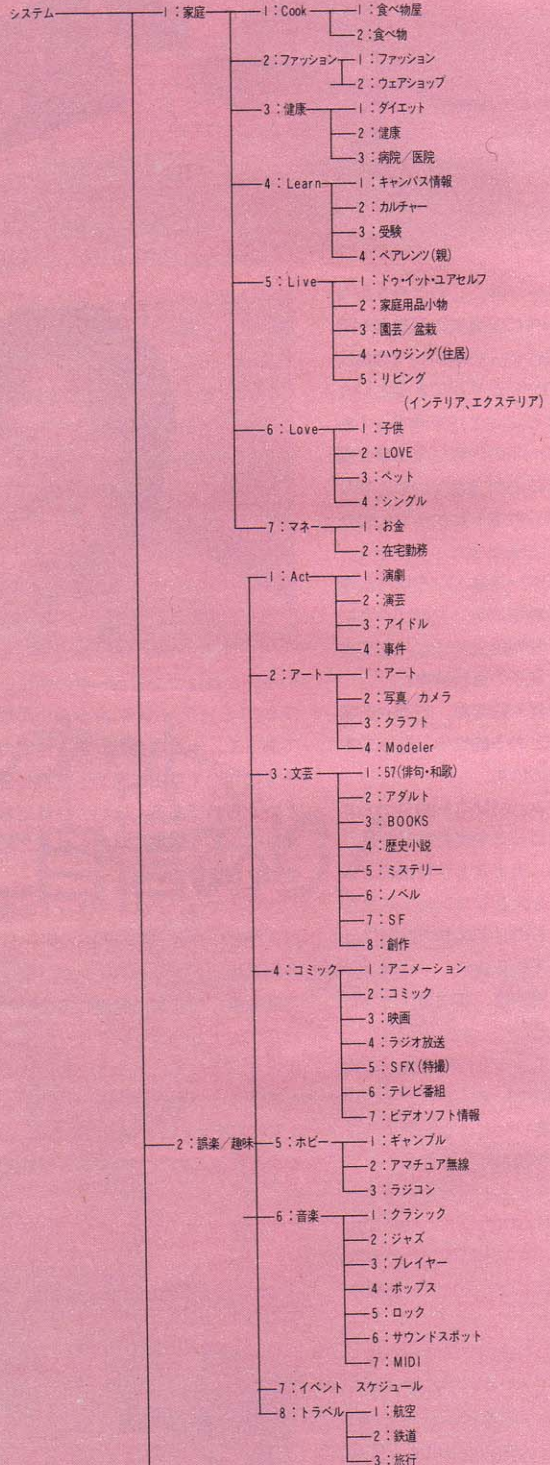 システム 1：家庭 1：Cook 1：食べ物屋
2：食べ物
2：ファッション 1：ファッション
2：ウェアショップ
3：健康 1：ダイエット
2：健康
3：病院／医院
4：Learn 1：キャンパス情報
2：カルチャー
3：受験
4：ペアレンツ(親)
5：Live 1：ドゥ・イット・ユアセルフ
2：家庭用品小物
3：園芸／盆栽
4：ハウジング(住居)
5：リビング
(インテリア、エクステリア)
6：Love 1：子供
2：LOVE
3：ペット
4：シングル
7：マネー 1：お金
2：在宅勤務
1：Act 1：演劇
2：演芸
3：アイドル
4：事件
2：アート 1：アート
2：写真／カメラ
3：クラフト
4：Modeler
3：文芸 1：57(俳句・和歌)
2：アダルト
3：BOOKS
4：歴史小説
5：ミステリー
6：ノベル
7：SF
8：創作
4：コミック 1：アニメーション
2：コミック
3：映画
4：ラジオ放送
5：SFX(特撮)
6：テレビ番組
7：ビデオソフト情報
2：誤楽／趣味 5：ホビー 1：ギャンブル
2：アマチュア無線
3：ラジコン
6：音楽 1：クラシック
2：ジャズ
3：プレイヤー
4：ポップス
5：ロック
6：サウンドスポット
7：MIDI
7：イベント スケジュール
8：トラベル 1：航空
2：鉄道
3：旅行